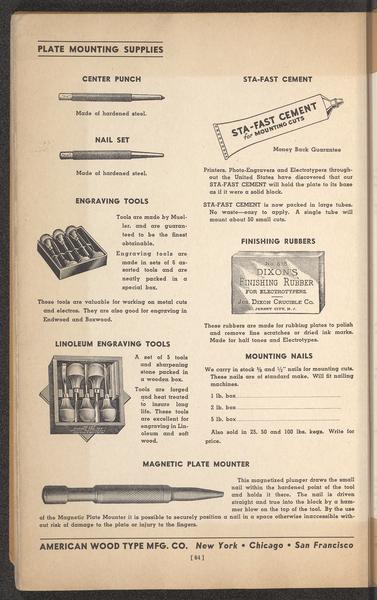 PLATE MOUNTING SUPPLIES
CENTER PUNCH
Made of hardened steel.
NAIL SET
Made of hardened steel.
ENGRAVING TOOLS
Tools are made by Muel-
ler, and are guaran-
teed to be the finest
obtainable.
Engraving tools are
made in sets of 6 as-
sorted tools and are
neatly packed in a
special box.
These tools are valuable for working on metal cuts
and electros. They are also good for engraving in
Endwood and Boxwood.
LINOLEUM ENGRAVING TOOLS
A set of 5 tools
and sharpening
stone packed in
a wooden box.
Tools are forged
and heat treated
to insure long
life. These tools
are excellent for
engraving in Lin-
oleum and soft
wood.
STA-FAST CEMENT
STA-FAST CEMENT
for MOUNTING CUTS
Money Back Guarantee
Printers, Photo-Engravers and Electrotypers through-
out the United States have discovered that our
STA-FAST CEMENT will hold the plate to its base
as if it were a solid block.
STA-FAST CEMENT is now packed in large tubes.
No waste—easy to apply. A single tube will
mount about 50 small cuts.
FINISHING RUBBERS
DIXON'S
FINISHING RUBBER
FOR ELECTROTYPERS
Jos. Dixon Crucible Co.
JERSEY CITY, N. J.
These rubbers are made for rubbing plates to polish
and remove fine scratches or dried ink marks.
Made for half tones and Electrotypes.
MOUNTING NAILS
We carry in stock ⅜ and ½" nails for mounting cuts.
These nails are of standard make. Will fit nailing
machines.
1 lb. box
2 lb. box
5 lb. box
Also sold in 25, 50 and 100 lbs. kegs. Write for
price.
MAGNETIC PLATE MOUNTER
This magnetized plunger draws the small
nail within the hardened point of the tool
and holds it there. The nail is driven
straight and true into the block by a ham-
mer blow on the top of the tool. By the use
of the Magnetic Plate Mounter it is possible to securely position a nail in a space otherwise inaccessible with-
out risk of damage to the plate or injury to the fingers.
AMERICAN WOOD TYPE MFG. CO. New York • Chicago • San Francisco
[64]